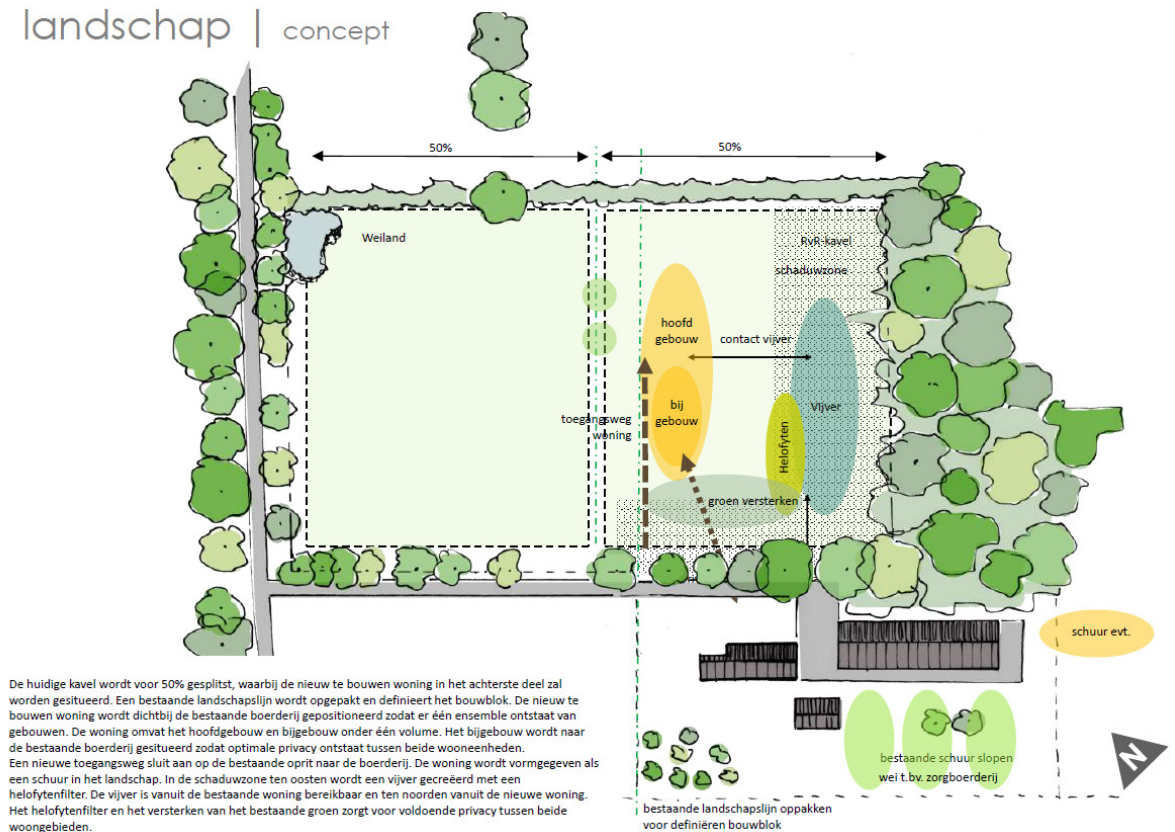 landschap | concept
50%
50%
Weiland
RvR-kavel
schaduwzone
hoofd
gebouw
contact vijver
bij
gebouw
Vijver
toegangsweg
woning
Helofyten
groen versterken
schuur evt.
N
De huidige kavel wordt voor 50% gesplitst, waarbij de nieuw te bouwen woning in het achterste deel zal
worden gesitueerd. Een bestaande landschapslijn wordt opgepakt en definieert het bouwblok. De nieuw te
bouwen woning wordt dichtbij de bestaande boerderij gepositioneerd zodat er één ensemble ontstaat van
gebouwen. De woning omvat het hoofdgebouw en bijgebouw onder één volume. Het bijgebouw wordt naar
de bestaande boerderij gesitueerd zodat optimale privacy ontstaat tussen beide wooneenheden.
Een nieuwe toegangsweg sluit aan op de bestaande oprit naar de boerderij. De woning wordt vormgegeven als
een schuur in het landschap. In de schaduwzone ten oosten wordt een vijver gecreëerd met een
helofytenfilter. De vijver is vanuit de bestaande woning bereikbaar en ten noorden vanuit de nieuwe woning.
Het helofytenfilter en het versterken van het bestaande groen zorgt voor voldoende privacy tussen beide
woongebieden.
bestaande schuur slopen
wei t.bv. zorgboerderij
bestaande landschapslijn oppakken
voor definiëren bouwblok